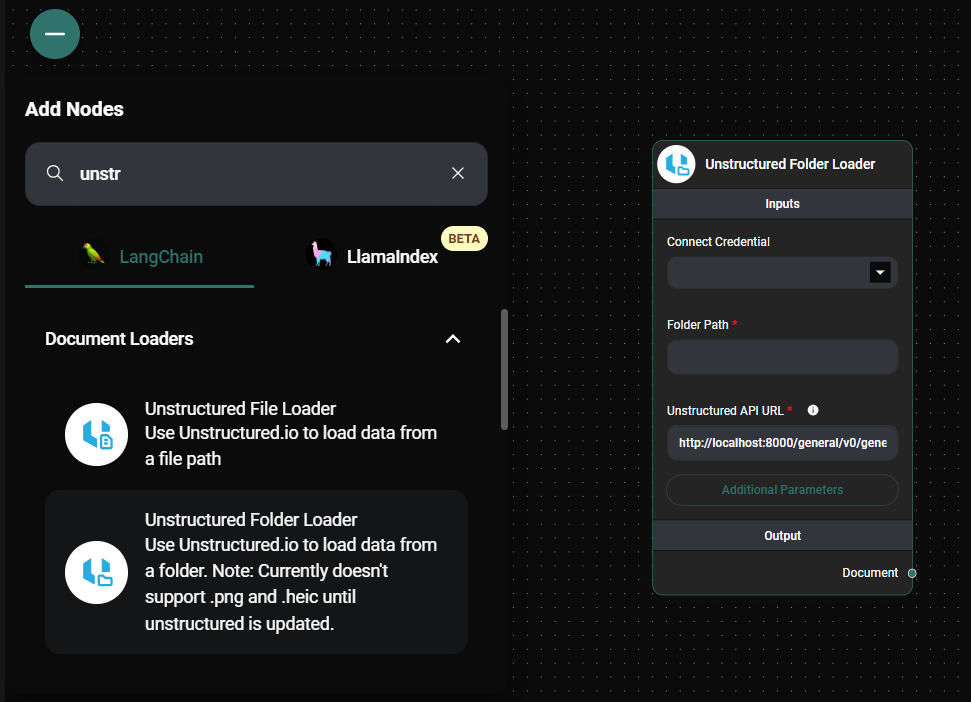 Add Nodes
unstr
LangChain
LlamaIndex
BETA
Document Loaders
Unstructured File Loader
Use Unstructured.io to load data from
a file path
Unstructured Folder Loader
Use Unstructured.io to load data from
a folder. Note: Currently doesn't
support .png and .heic until
unstructured is updated.
Unstructured Folder Loader
Inputs
Connect Credential
Folder Path *
Unstructured API URL *
http://localhost:8000/general/v0/gene
Additional Parameters
Output
Document